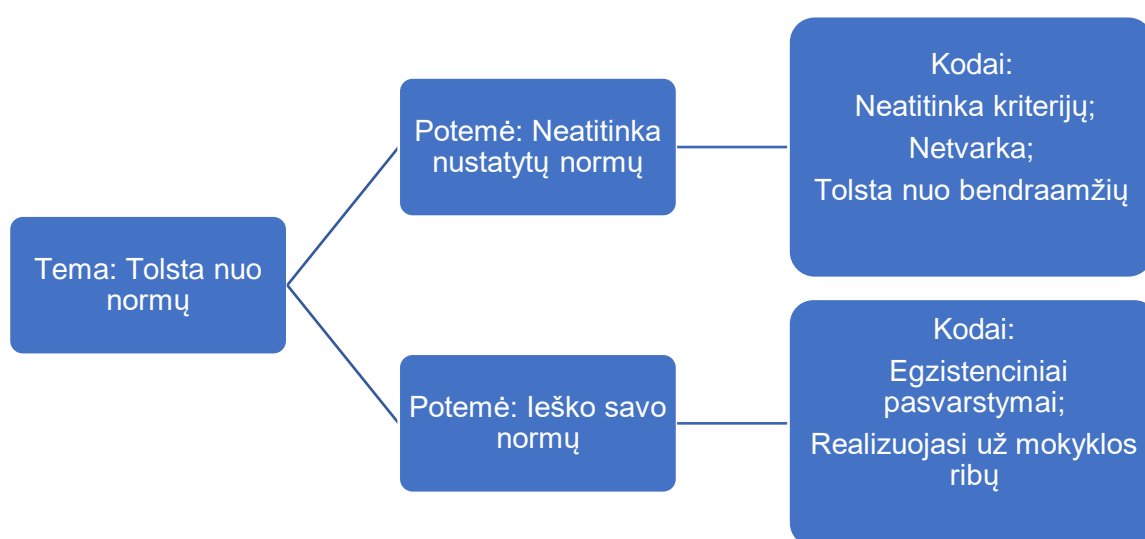 Tema: Tolsta nuo
normų
Potemė: Neatitinka
nustatytų normų
Kodai:
Neatitinka kriterijų;
Netvarka;
Tolsta nuo bendraamžių
Potemė: Ieško savo
normų
Kodai:
Egzistenciniai
pasvarstymai;
Realizuojasi už mokyklos
ribų